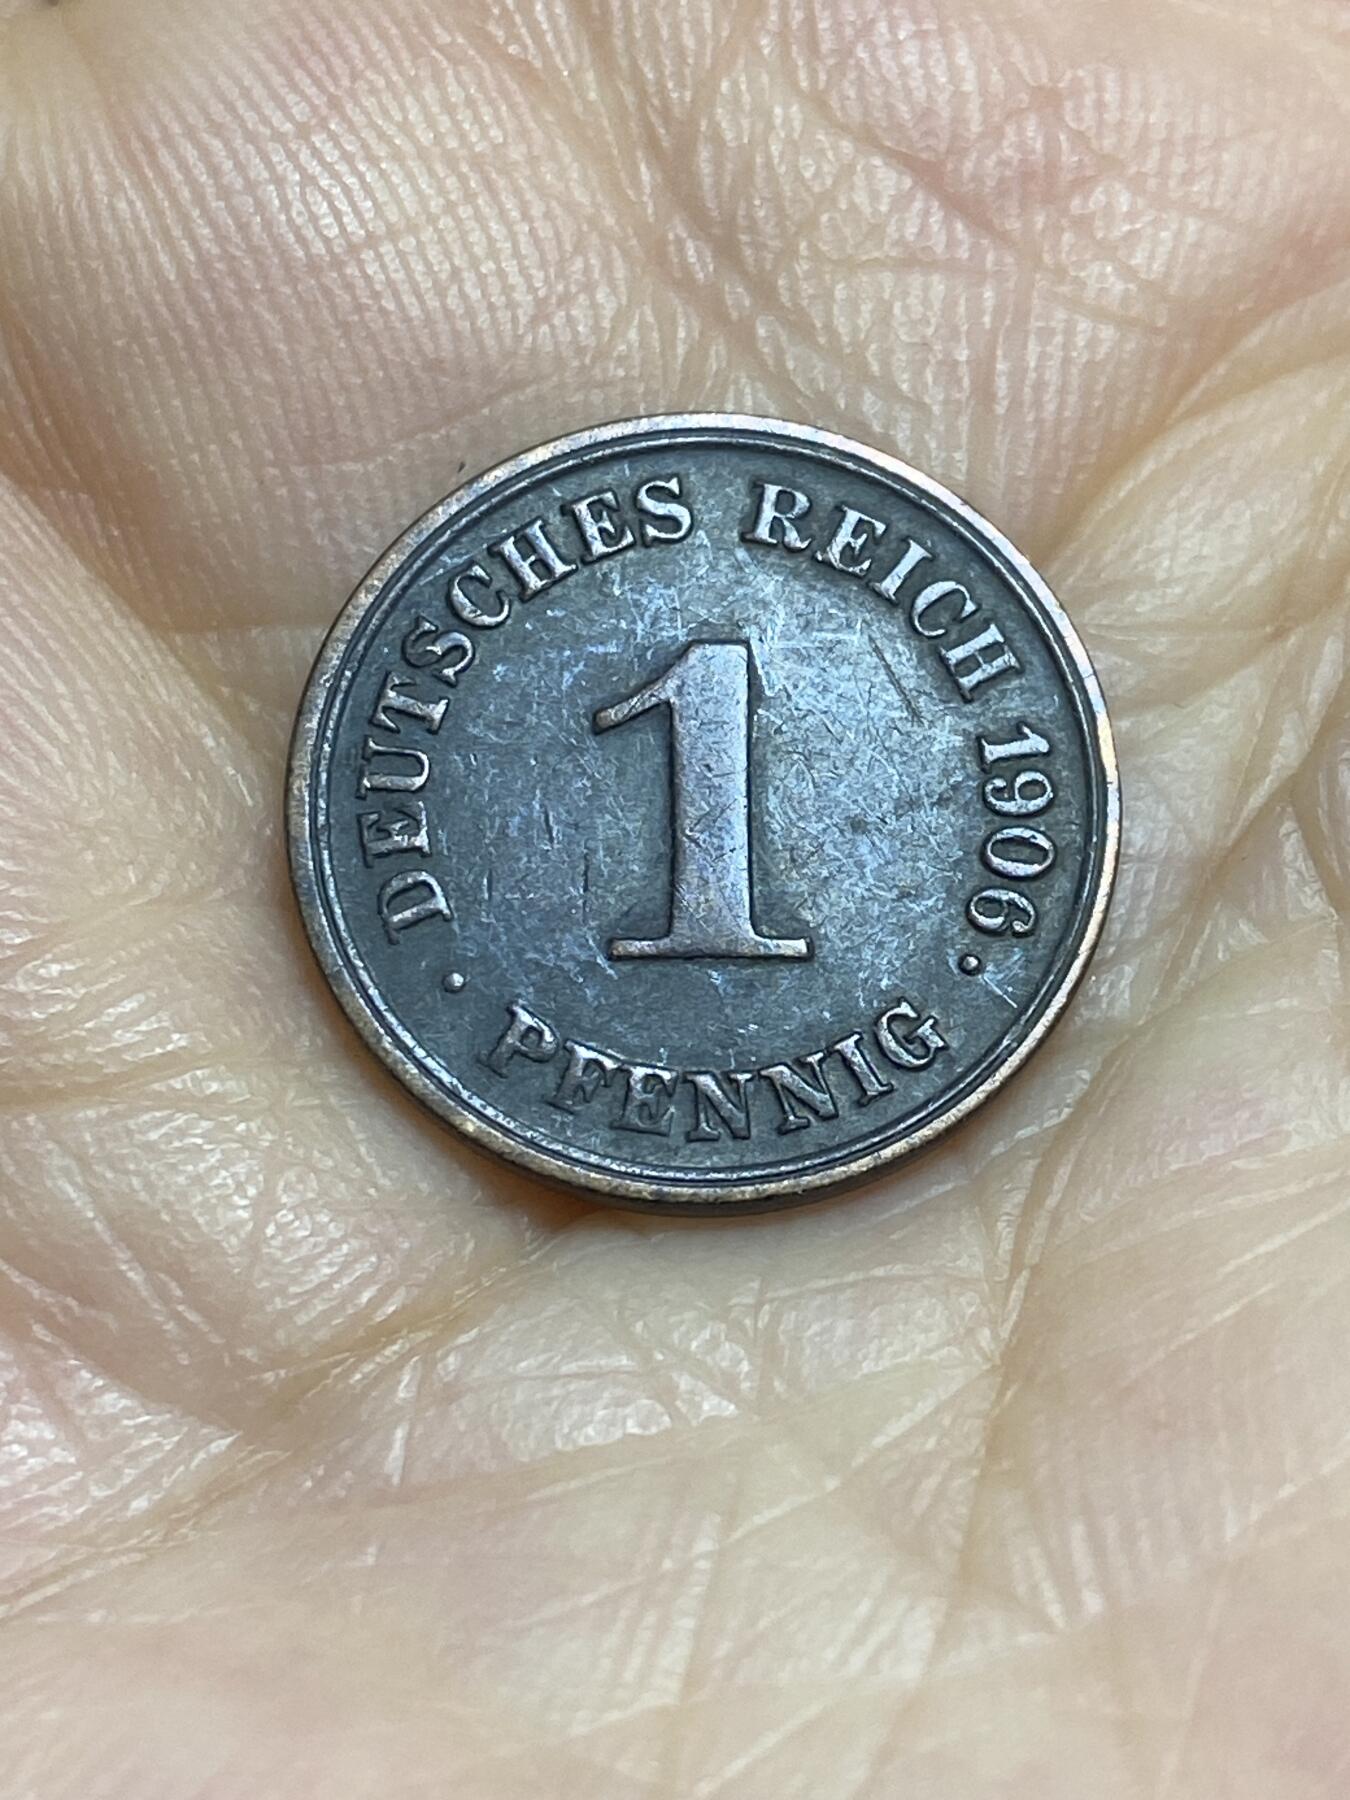 DEUTSCHES REICH 1906.
1
· PFENNIG